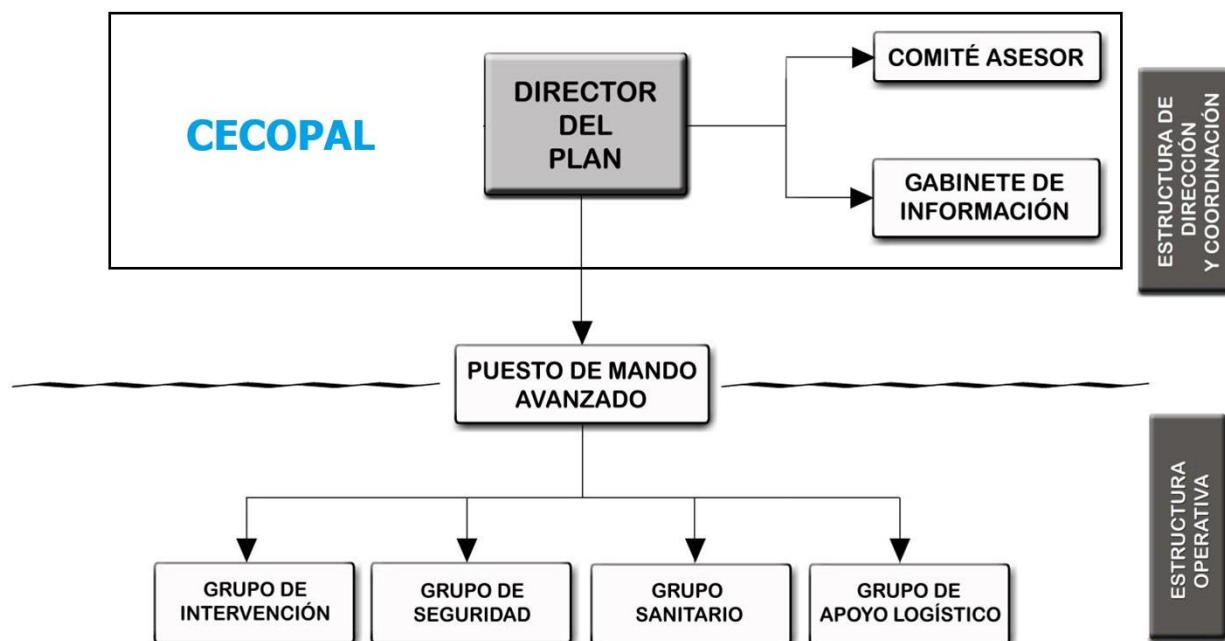 CECOPAL
DIRECTOR
DEL
PLAN
COMITÉ ASESOR
GABINETE DE
INFORMACIÓN
ESTRUCTURA DE
DIRECCIÓN
Y COORDINACIÓN
PUESTO DE MANDO
AVANZADO
GRUPO DE
INTERVENCIÓN
GRUPO DE
SEGURIDAD
GRUPO
SANITARIO
GRUPO DE
APOYO LOGÍSTICO
ESTRUCTURA
OPERATIVA